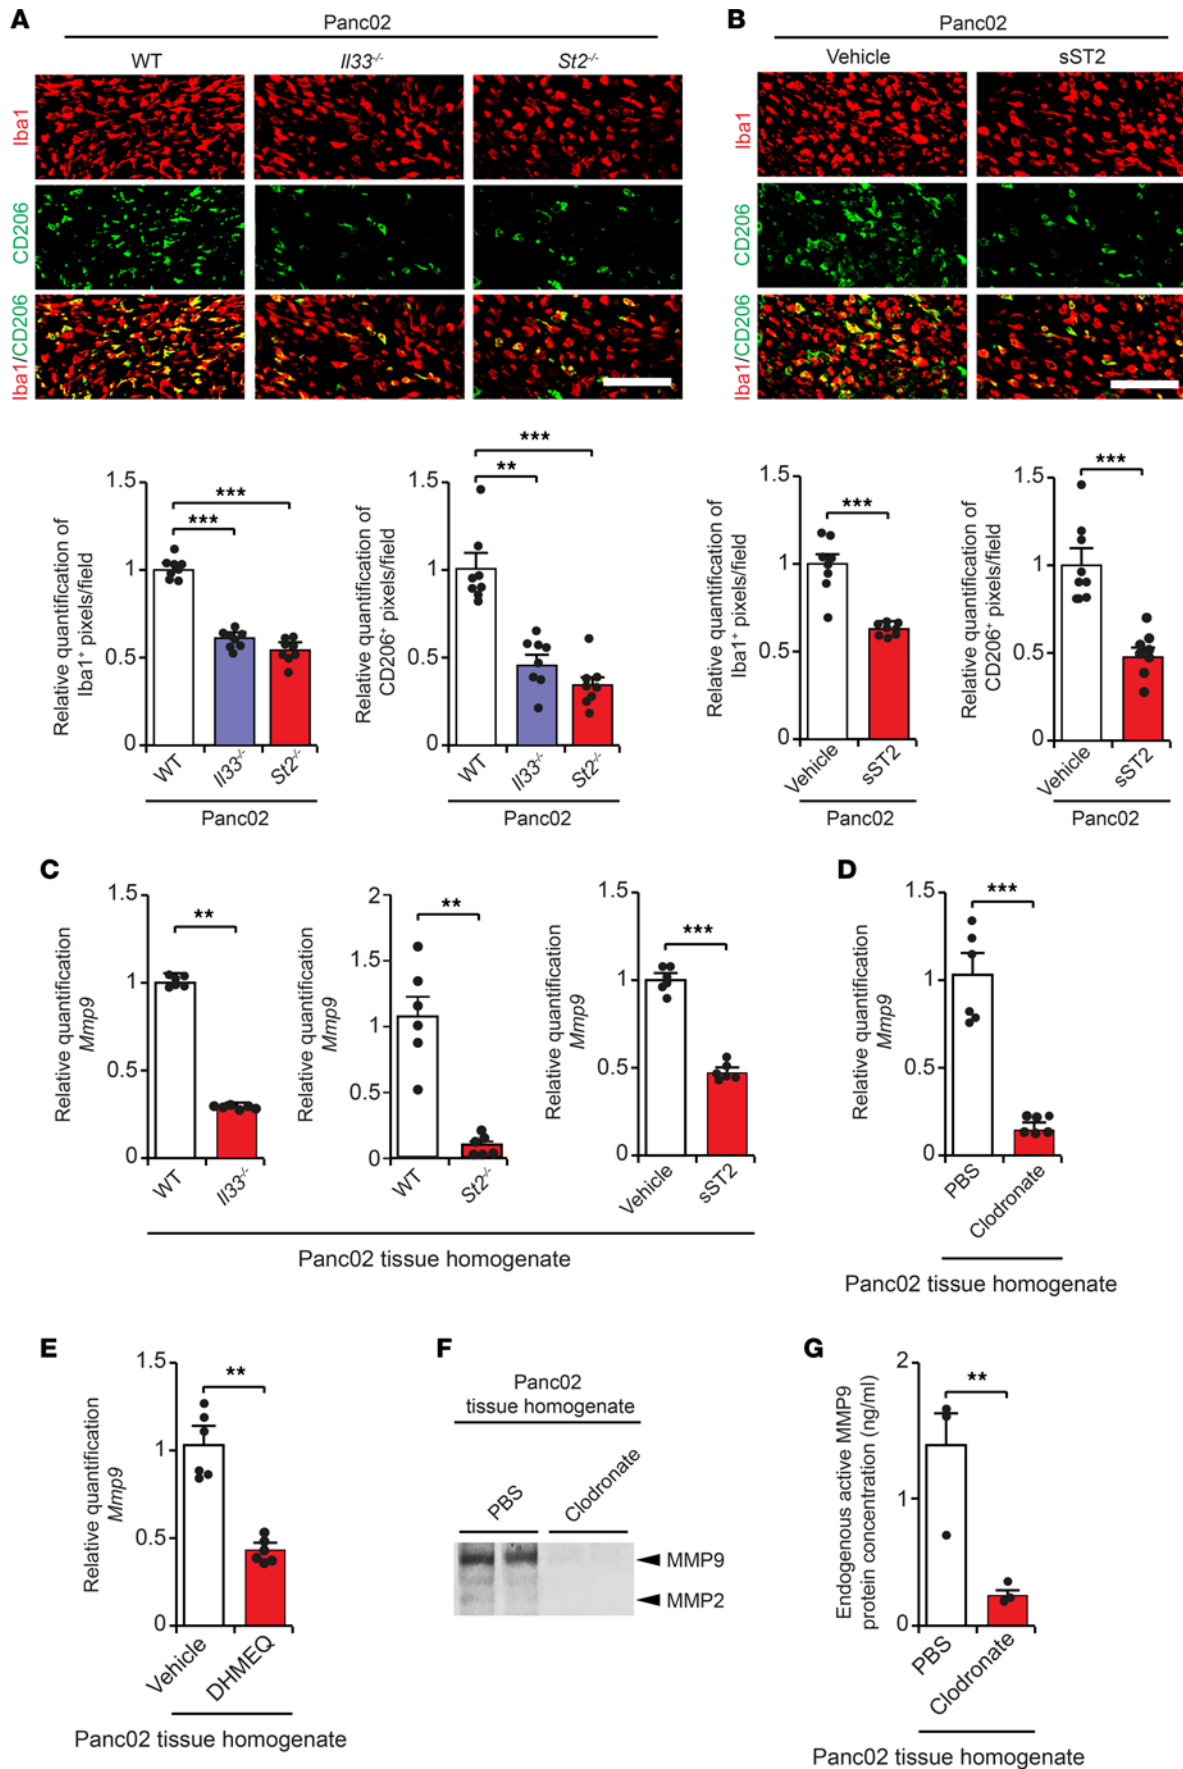 A
Panc02
WT
Il33-/-
St2-/-
Iba1
CD206
Iba1/CD206
B
Panc02
Vehicle
sST2
Iba1
CD206
Iba1/CD206
Relative quantification of
Iba1+ pixels/field
1.5
1
0.5
0
***
***
WT
Il33-/-
St2-/-
Panc02
Relative quantification of
CD206+ pixels/field
1.5
1
0.5
0
***
**
WT
Il33-/-
St2-/-
Panc02
Relative quantification of
Iba1+ pixels/field
1.5
1
0.5
0
***
Vehicle
sST2
Panc02
Relative quantification of
CD206+ pixels/field
1.5
1
0.5
0
***
Vehicle
sST2
Panc02
C
Relative quantification
Mmp9
1.5
1
0.5
0
**
WT
Il33-/-
Relative quantification
Mmp9
2
1.5
1
0.5
0
**
WT
St2-/-
Relative quantification
Mmp9
1.5
1
0.5
0
***
Vehicle
sST2
Panc02 tissue homogenate
D
Relative quantification
Mmp9
1.5
1
0.5
0
***
PBS
Clodronate
Panc02 tissue homogenate
E
Relative quantification
Mmp9
1.5
1
0.5
0
**
Vehicle
DHMEQ
Panc02 tissue homogenate
F
Panc02
tissue homogenate
PBS
Clodronate
MMP9
MMP2
G
Endogenous active MMP9
protein concentration (ng/ml)
2
1
0
**
PBS
Clodronate
Panc02 tissue homogenate